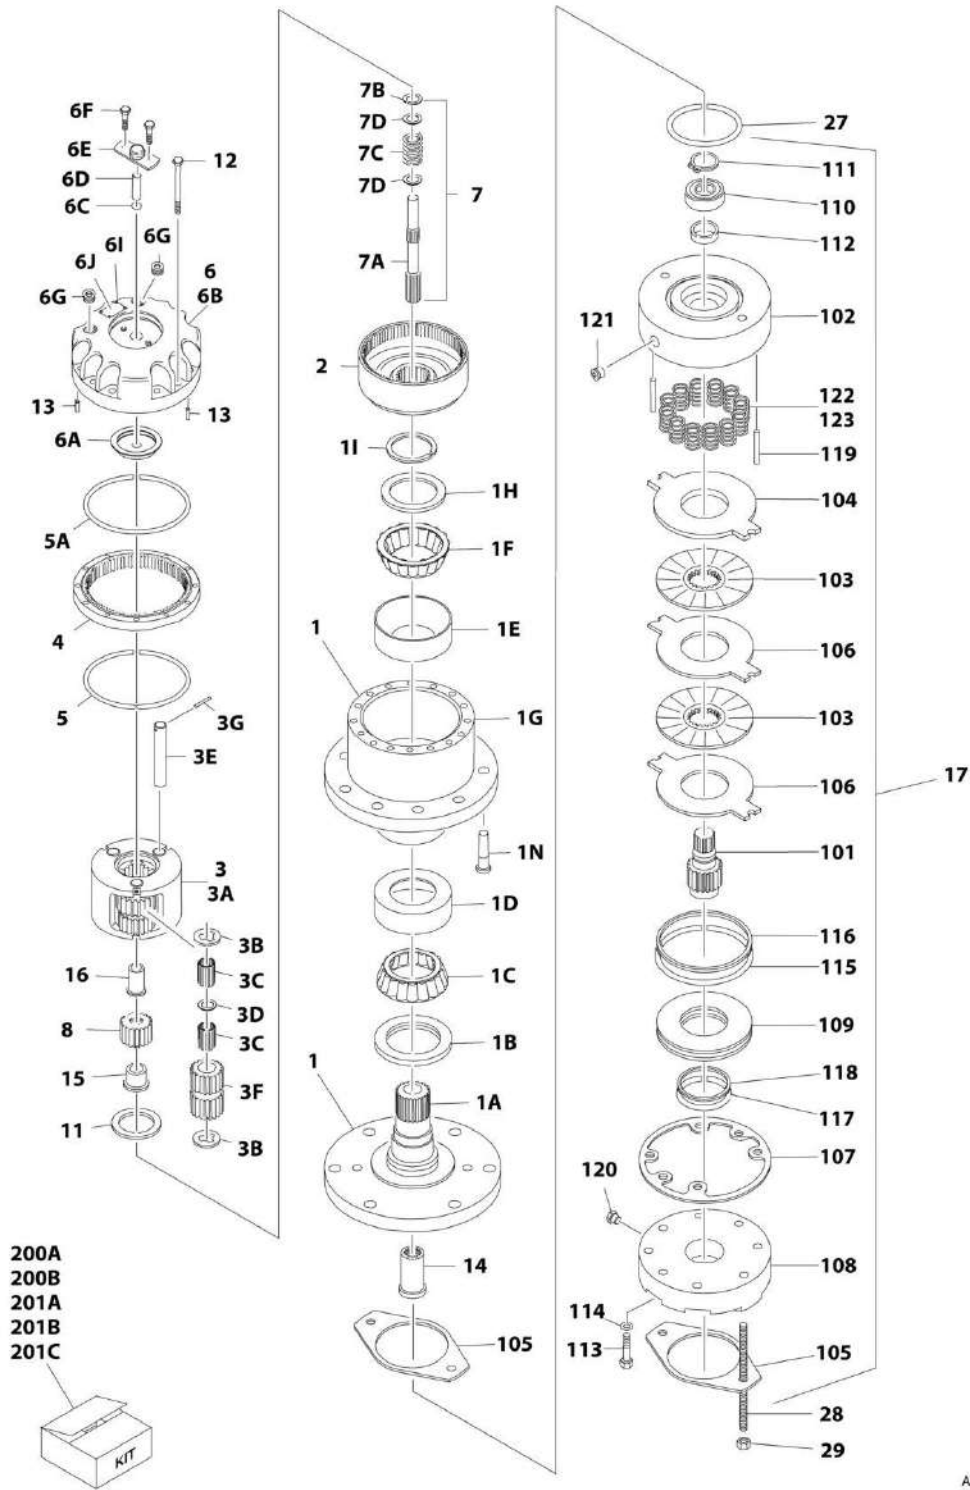 6F
6E
12
6D
6C
6G
6I
6J
6
6B
6G
13
13
6A
5A
4
5
3G
3E
3
3A
3B
16
3C
3D
8
3C
15
3F
11
3B
200A
200B
201A
201B
201C
KIT
7B
7D
7C
7D
7
7A
2
1I
1H
1F
1E
1
1G
1N
1D
1C
1B
1
1A
14
105
27
111
110
112
102
121
122
123
119
104
103
106
103
17
106
101
116
115
109
118
117
107
120
108
114
113
105
28
29
A